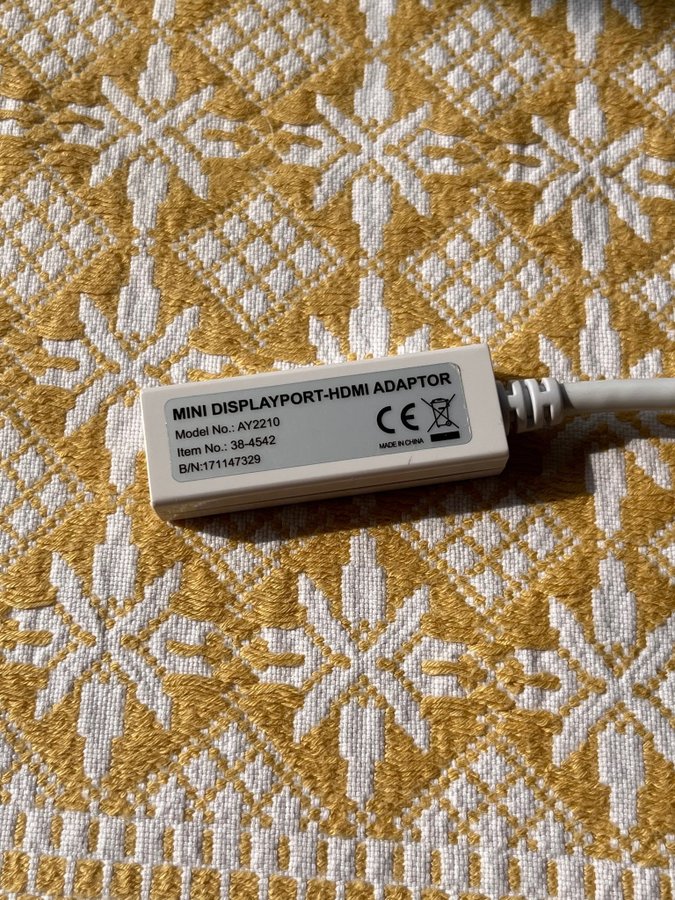 MINI DISPLAYPORT-HDMI ADAPTOR
Model No.: AY2210
Item No.: 38-4542
B/N:171147329
CE
MADE IN CHINA